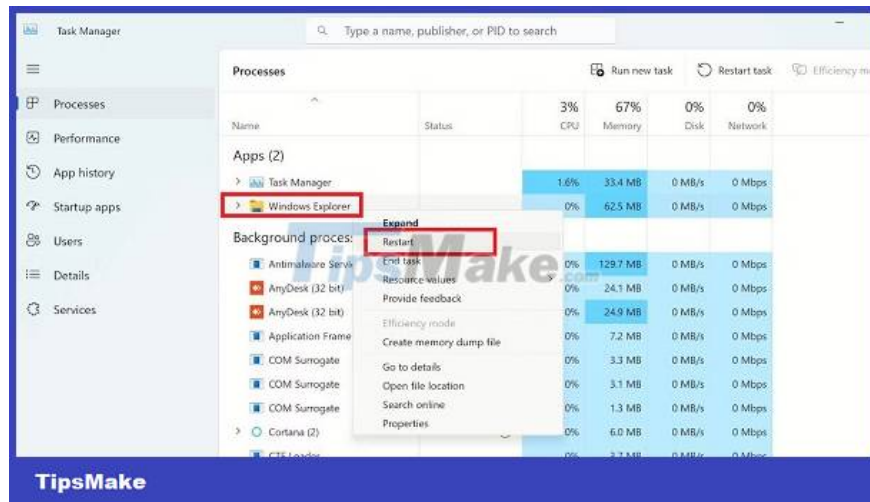 Task Manager
Type a name, publisher, or PID to search
Processes
Run new task
Restart task
Efficiency
Processes
Performance
App history
Startup apps
Users
Details
Services
3% 67% 0% 0%
Name Status CPU Memory Disk Network
Apps (2)
Task Manager 1.6% 33.4 MB 0 MB/s 0 Mbps
Windows Explorer 0% 62.5 MB 0 MB/s 0 Mbps
Background proces
Antimalware 0% 129.7 MB 0 MB/s 0 Mbps
AnyDesk (32 bit) 0% 24.1 MB 0 MB/s 0 Mbps
AnyDesk (32 bit) 0% 24.9 MB 0 MB/s 0 Mbps
Application Frame 0% 7.2 MB 0 MB/s 0 Mbps
COM Surrogate 0% 3.3 MB 0 MB/s 0 Mbps
COM Surrogate 0% 3.1 MB 0 MB/s 0 Mbps
COM Surrogate 0% 1.3 MB 0 MB/s 0 Mbps
Cortana (2) 0% 6.0 MB 0 MB/s 0 Mbps
Expand
Restart
End task
Resource values
Provide feedback
Efficiency mode
Create memory dump file
Go to details
Open file location
Search online
Properties
TipsMake.com
TipsMake